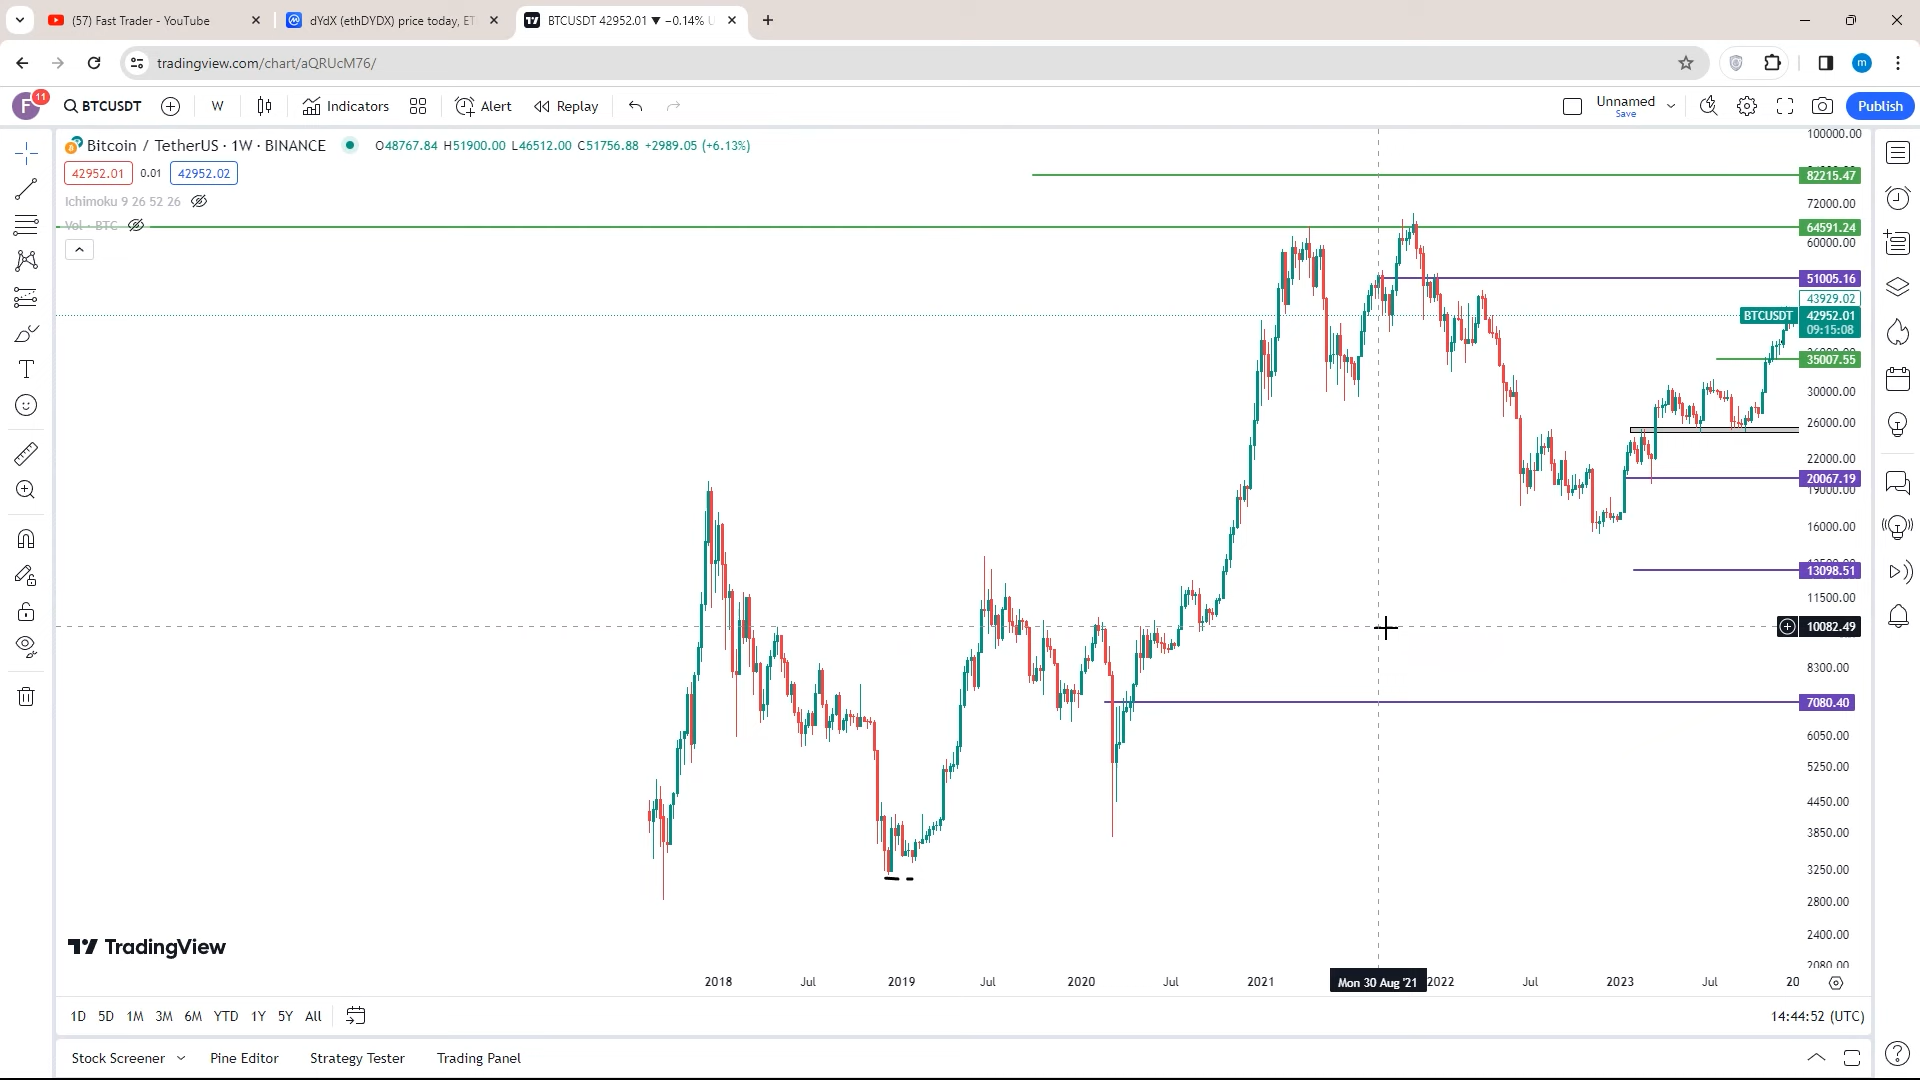 (57) Fast Trader - YouTube
dYdX (ethDYDX) price today, ET
BTCUSDT 42952.01 ▼ −0.14% U
tradingview.com/chart/aQRUcM76/
m
F
11
BTCUSDT
W
Indicators
Alert
Replay
Unnamed
Save
Publish
Bitcoin / TetherUS · 1W · BINANCE
O48767.84 H51900.00 L46512.00 C51756.88 +2989.05 (+6.13%)
42952.01
0.01
42952.02
Ichimoku 9 26 52 26
Vol · BTC
100000.00
82215.47
72000.00
64591.24
60000.00
51005.16
43929.02
BTCUSDT
42952.01
09:15:08
35007.55
30000.00
26000.00
22000.00
20067.19
19000.00
16000.00
13098.51
11500.00
10082.49
8300.00
7080.40
6050.00
5250.00
4450.00
3850.00
3250.00
2800.00
2400.00
2080.00
TradingView
2018
Jul
2019
Jul
2020
Jul
2021
Mon 30 Aug '21
2022
Jul
2023
Jul
20
1D
5D
1M
3M
6M
YTD
1Y
5Y
All
14:44:52 (UTC)
Stock Screener
Pine Editor
Strategy Tester
Trading Panel